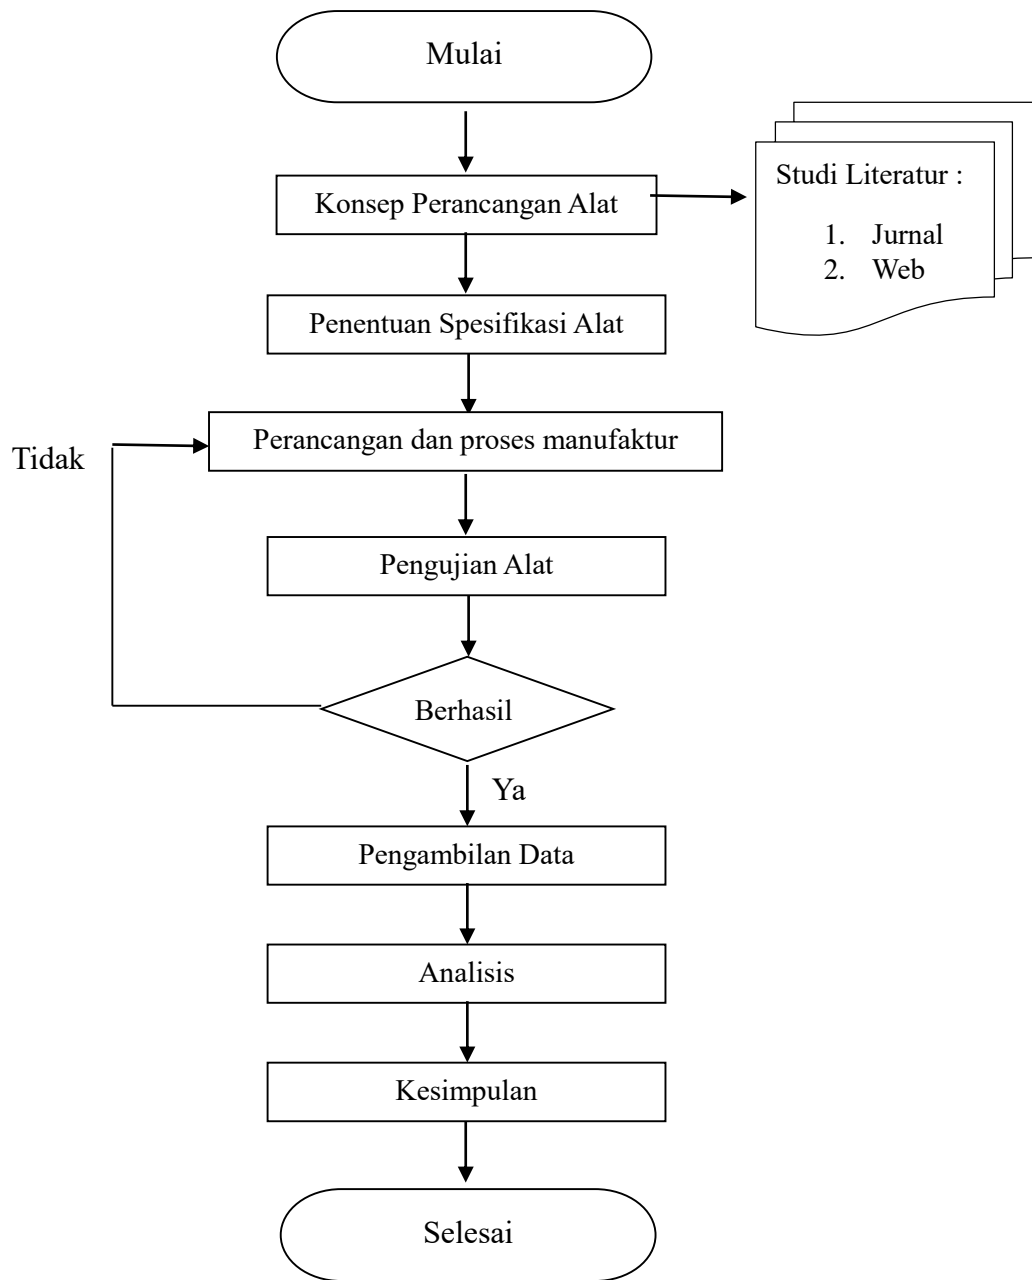 Mulai
Konsep Perancangan Alat
Studi Literatur :
1. Jurnal
2. Web
Penentuan Spesifikasi Alat
Perancangan dan proses manufaktur
Tidak
Pengujian Alat
Berhasil
Ya
Pengambilan Data
Analisis
Kesimpulan
Selesai